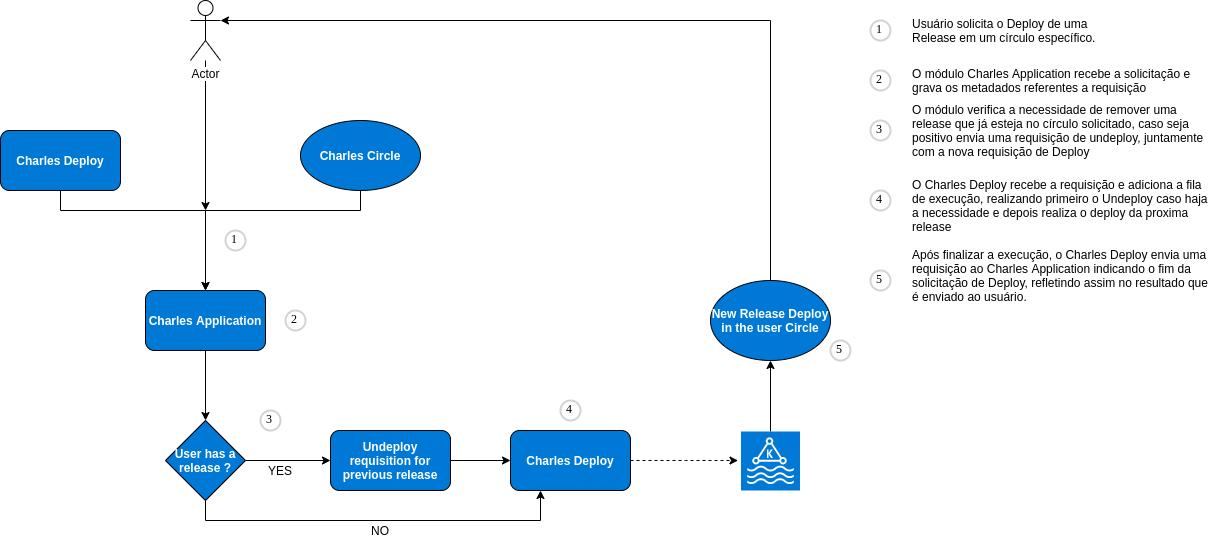 Actor
Charles Deploy
Charles Circle
1
Charles Application
2
User has a
release ?
3
YES
NO
Undeploy
requisition for
previous release
4
Charles Deploy
K
New Release Deploy
in the user Circle
5
1
Usuário solicita o Deploy de uma
Release em um círculo específico.
2
O módulo Charles Application recebe a solicitação e
grava os metadados referentes a requisição
3
O módulo verifica a necessidade de remover uma
release que já esteja no círculo solicitado, caso seja
positivo envia uma requisição de undeploy, juntamente
com a nova requisição de Deploy
4
O Charles Deploy recebe a requisição e adiciona a fila
de execução, realizando primeiro o Undeploy caso haja
a necessidade e depois realiza o deploy da proxima
release
5
Após finalizar a execução, o Charles Deploy envia uma
requisição ao Charles Application indicando o fim da
solicitação de Deploy, refletindo assim no resultado que
é enviado ao usuário.